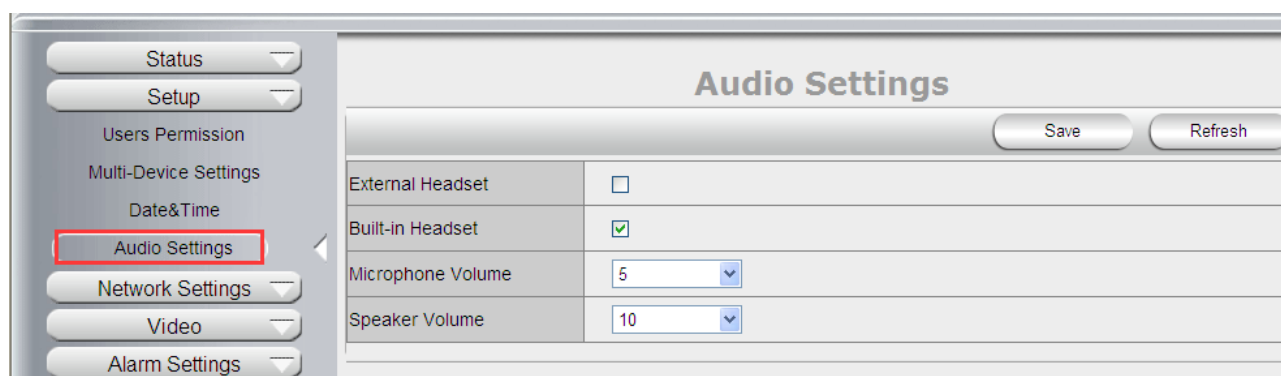 Status
Setup
Users Permission
Multi-Device Settings
Date&Time
Audio Settings
Network Settings
Video
Alarm Settings
Audio Settings
Save Refresh
External Headset
Built-in Headset
Microphone Volume 5
Speaker Volume 10